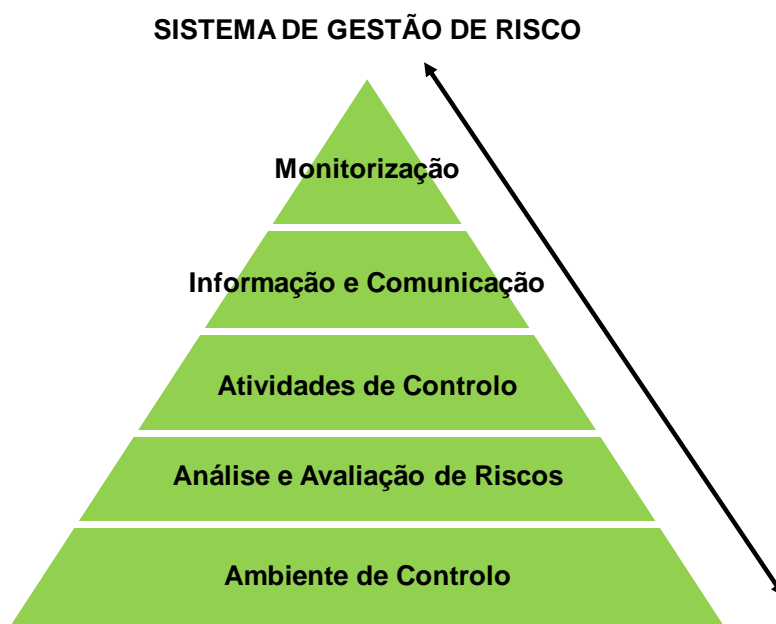 SISTEMA DE GESTÃO DE RISCO
Monitorização
Informação e Comunicação
Atividades de Controlo
Análise e Avaliação de Riscos
Ambiente de Controlo